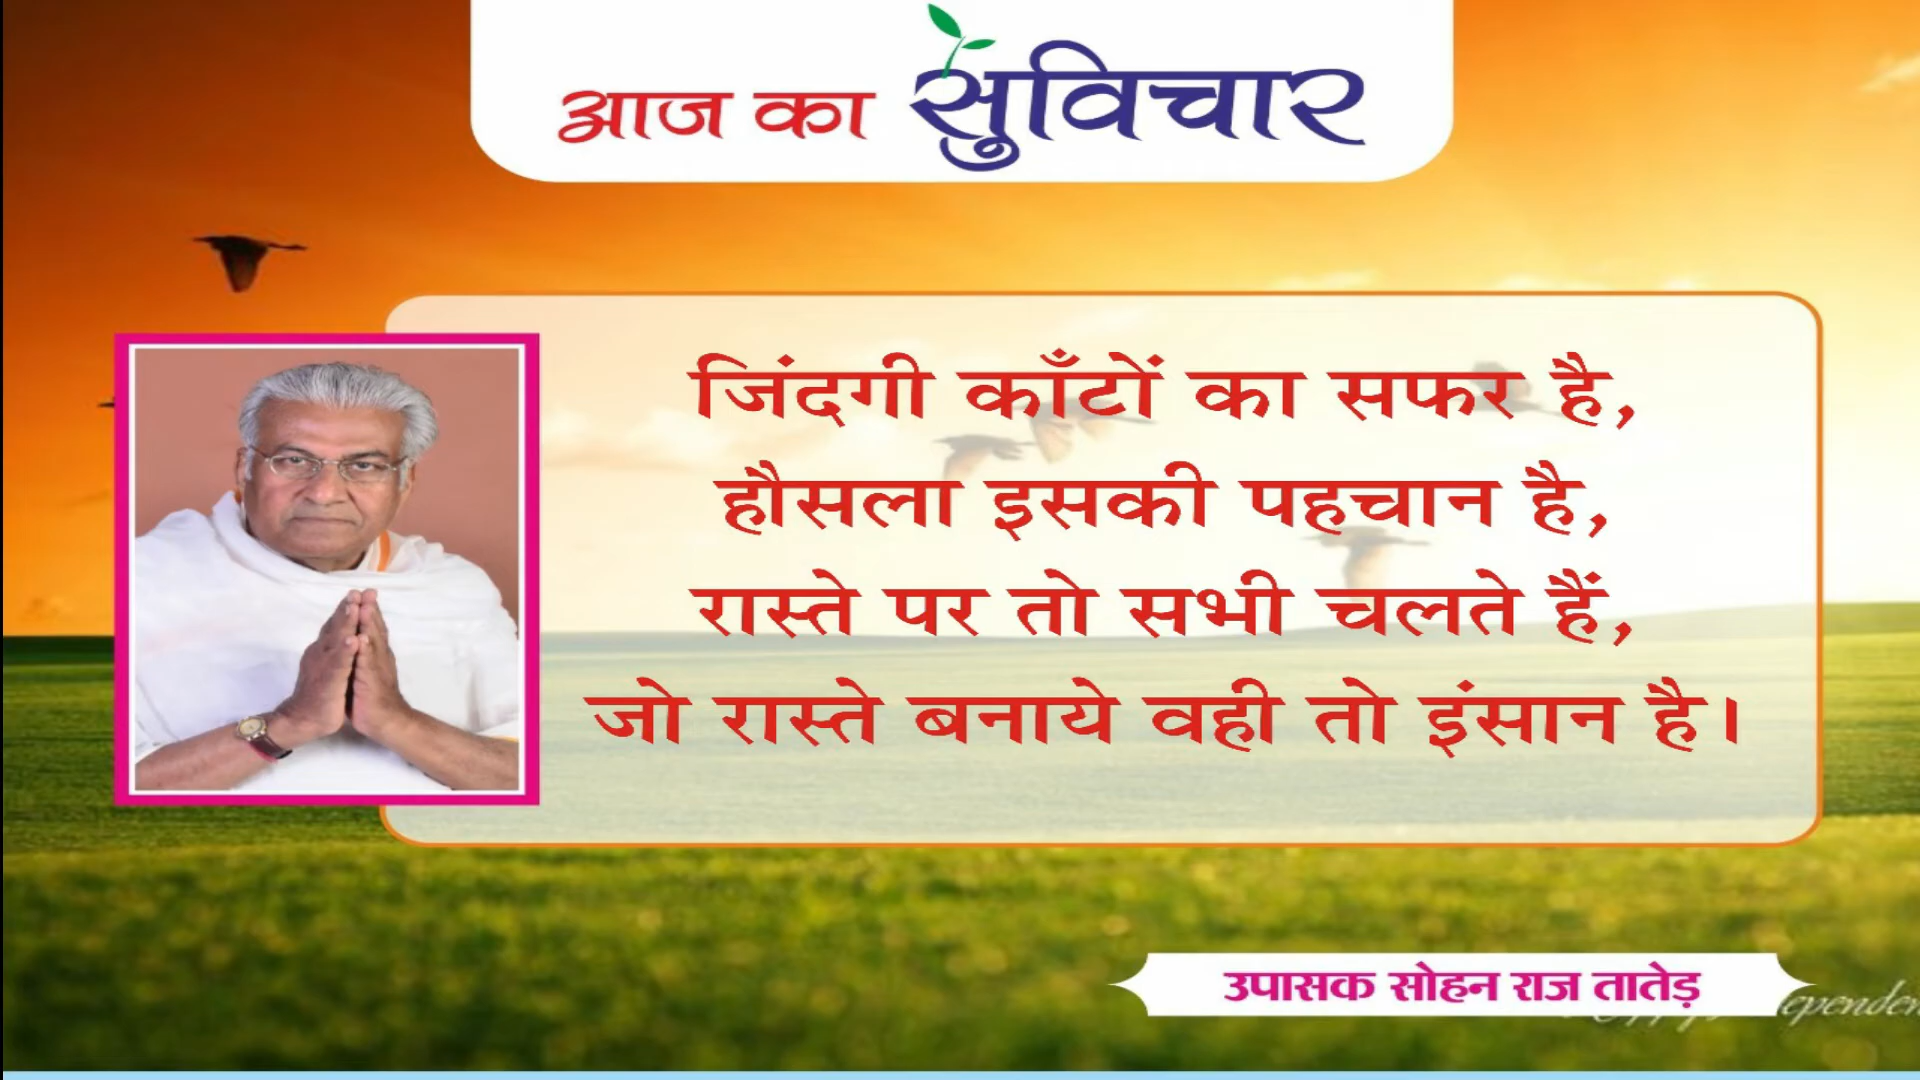 आज का सुविचार
जिंदगी काँटों का सफर है,
हौसला इसकी पहचान है,
रास्ते पर तो सभी चलते हैं,
जो रास्ते बनाये वही तो इंसान है।
उपासक सोहन राज तातेड़